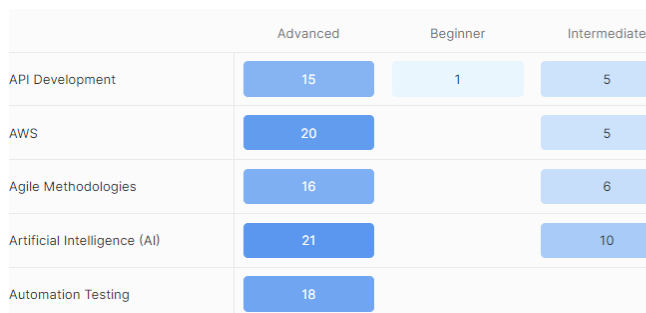 Advanced Beginner Intermediate
API Development 15 1 5
AWS 20 5
Agile Methodologies 16 6
Artificial Intelligence (AI) 21 10
Automation Testing 18